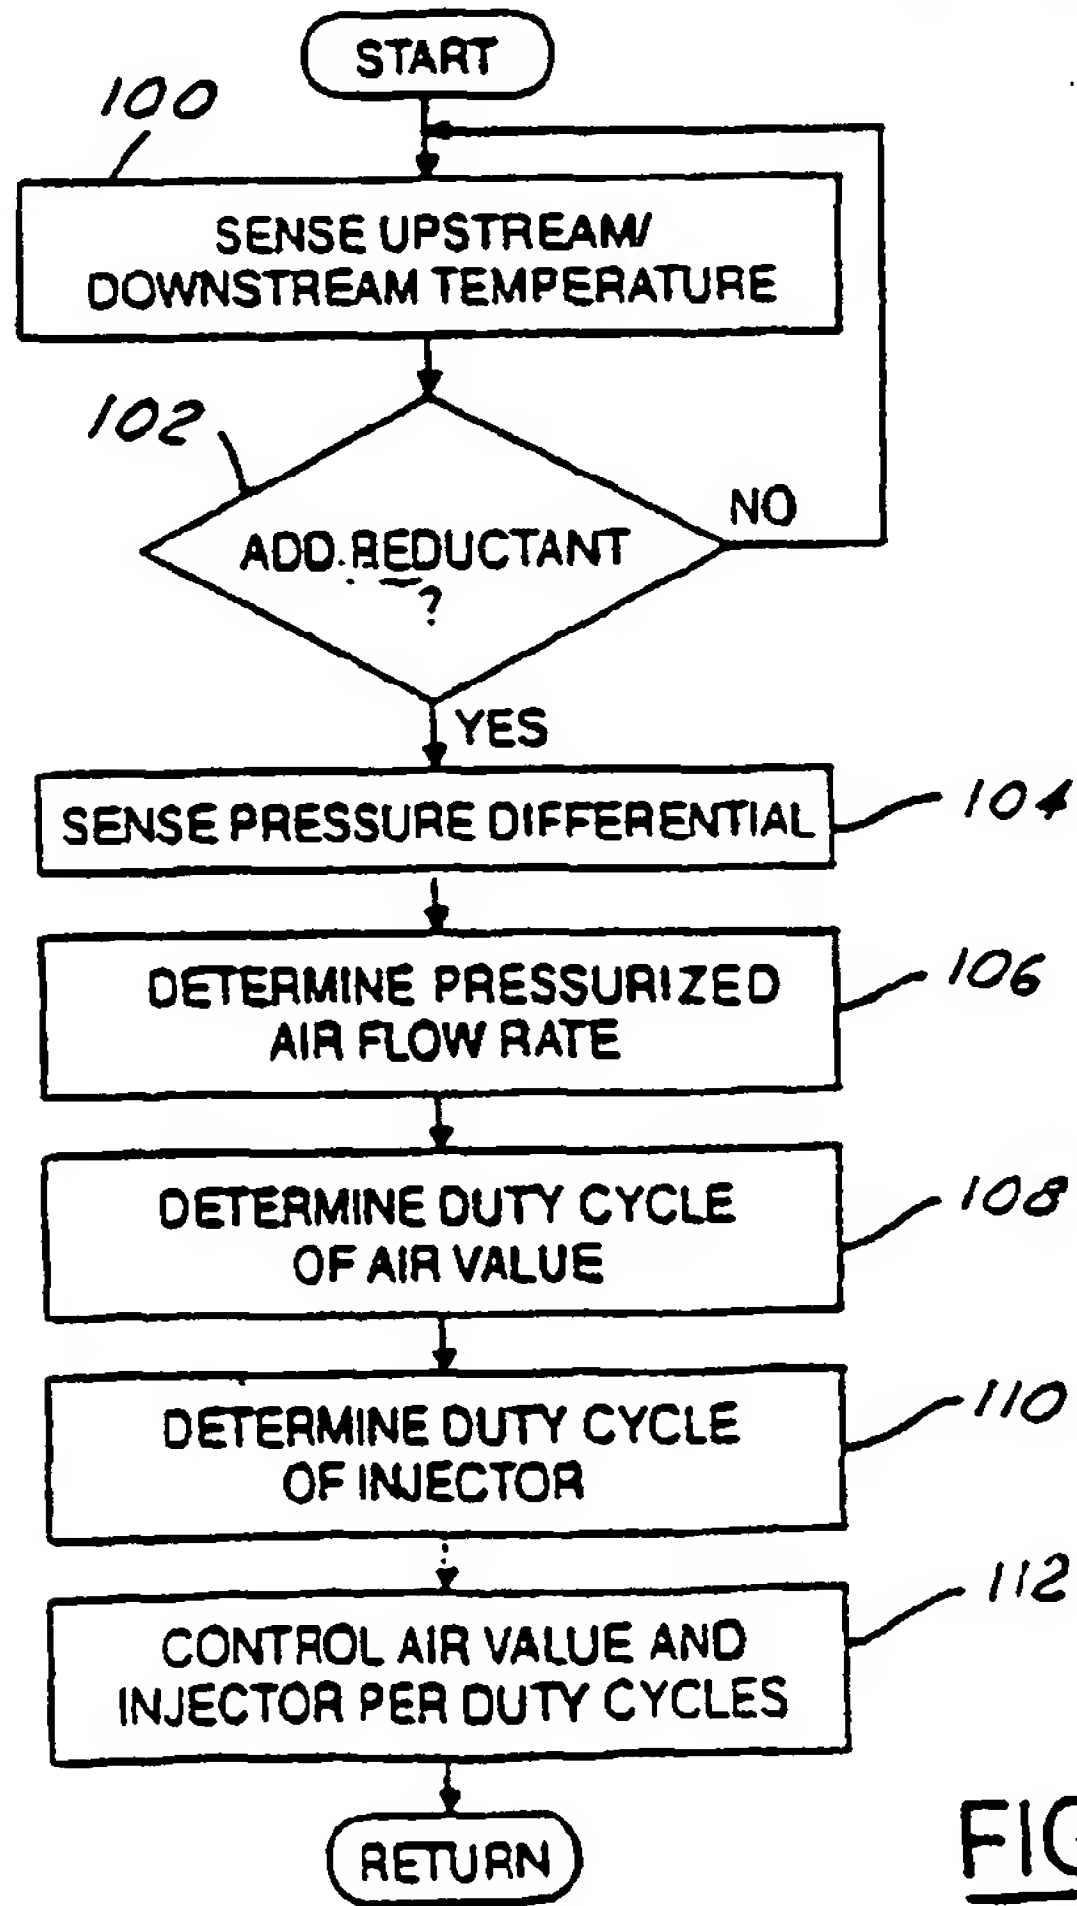 START
100
SENSE UPSTREAM/
DOWNSTREAM TEMPERATURE
102
ADD REDUCTANT
?
NO
YES
SENSE PRESSURE DIFFERENTIAL
104
DETERMINE PRESSURIZED
AIR FLOW RATE
106
DETERMINE DUTY CYCLE
OF AIR VALUE
108
DETERMINE DUTY CYCLE
OF INJECTOR
110
CONTROL AIR VALUE AND
INJECTOR PER DUTY CYCLES
112
RETURN